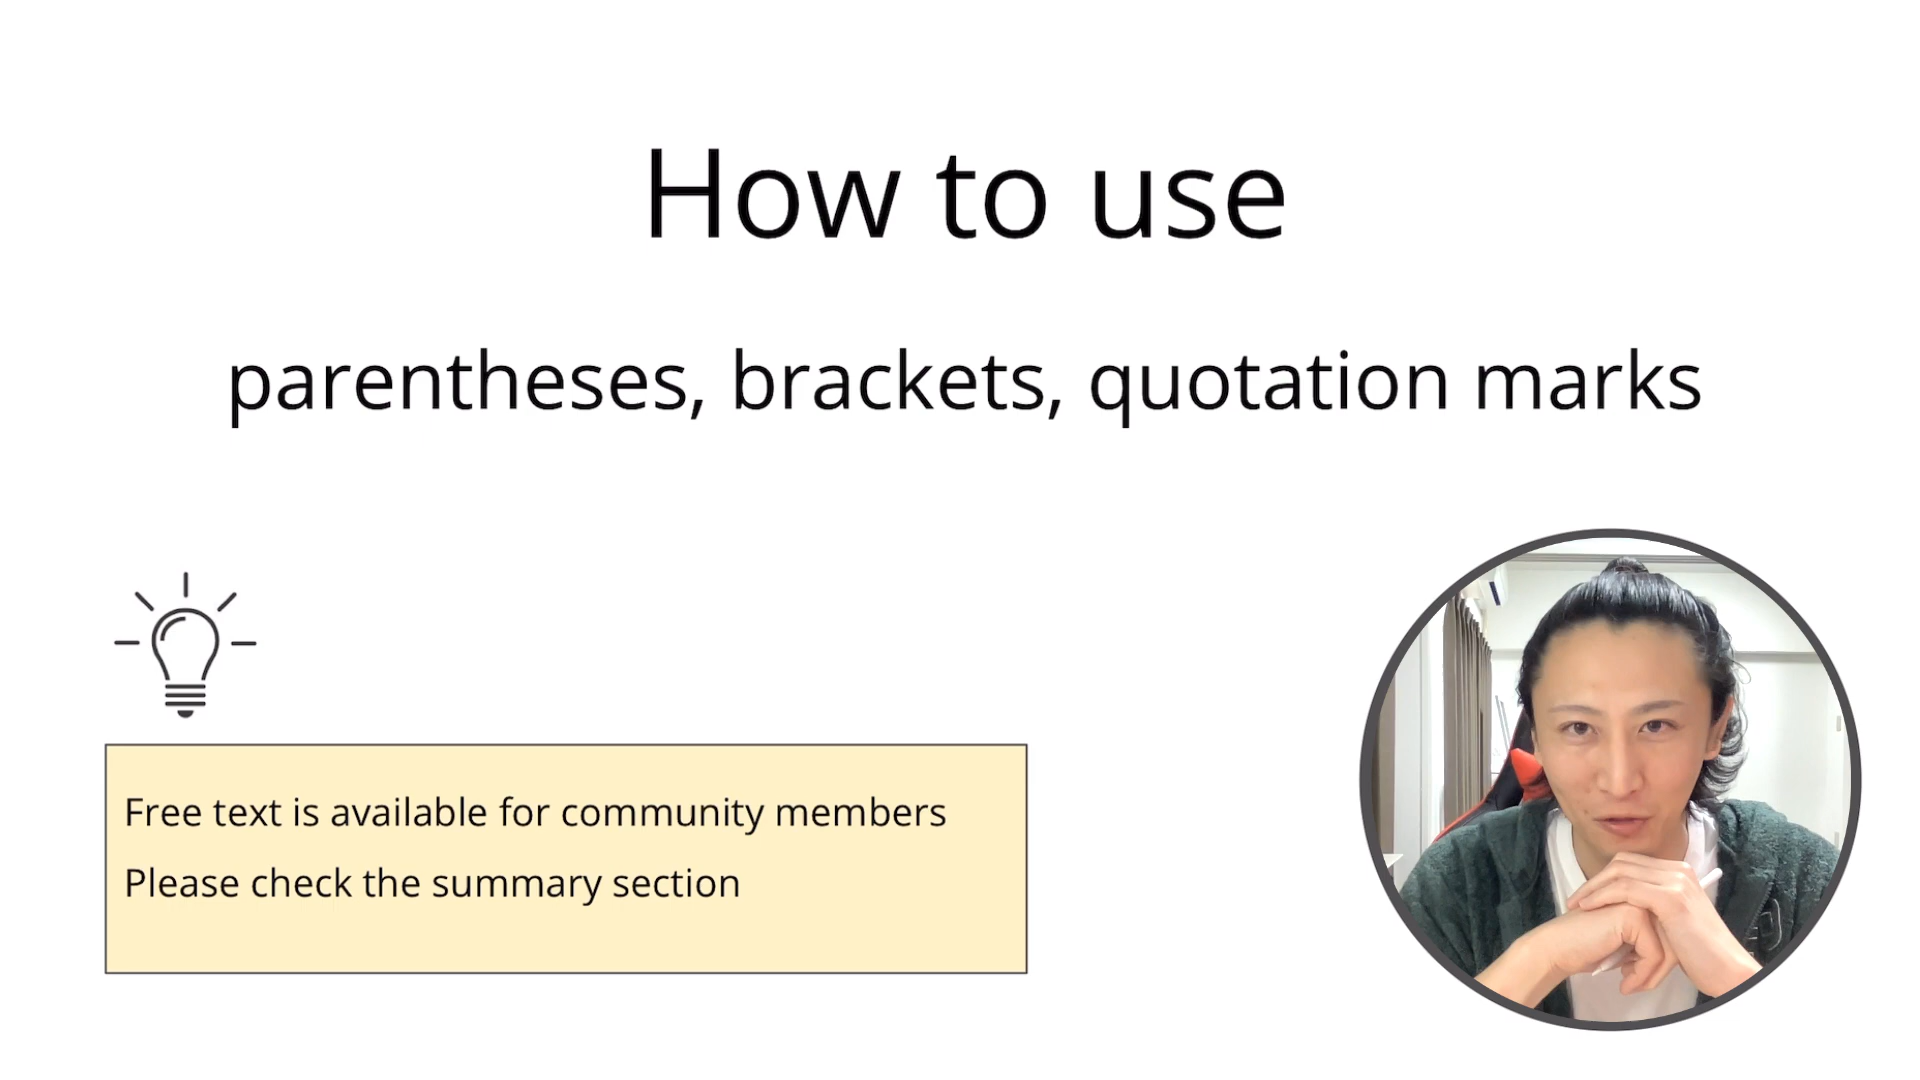 How to use
parentheses, brackets, quotation marks
Free text is available for community members
Please check the summary section